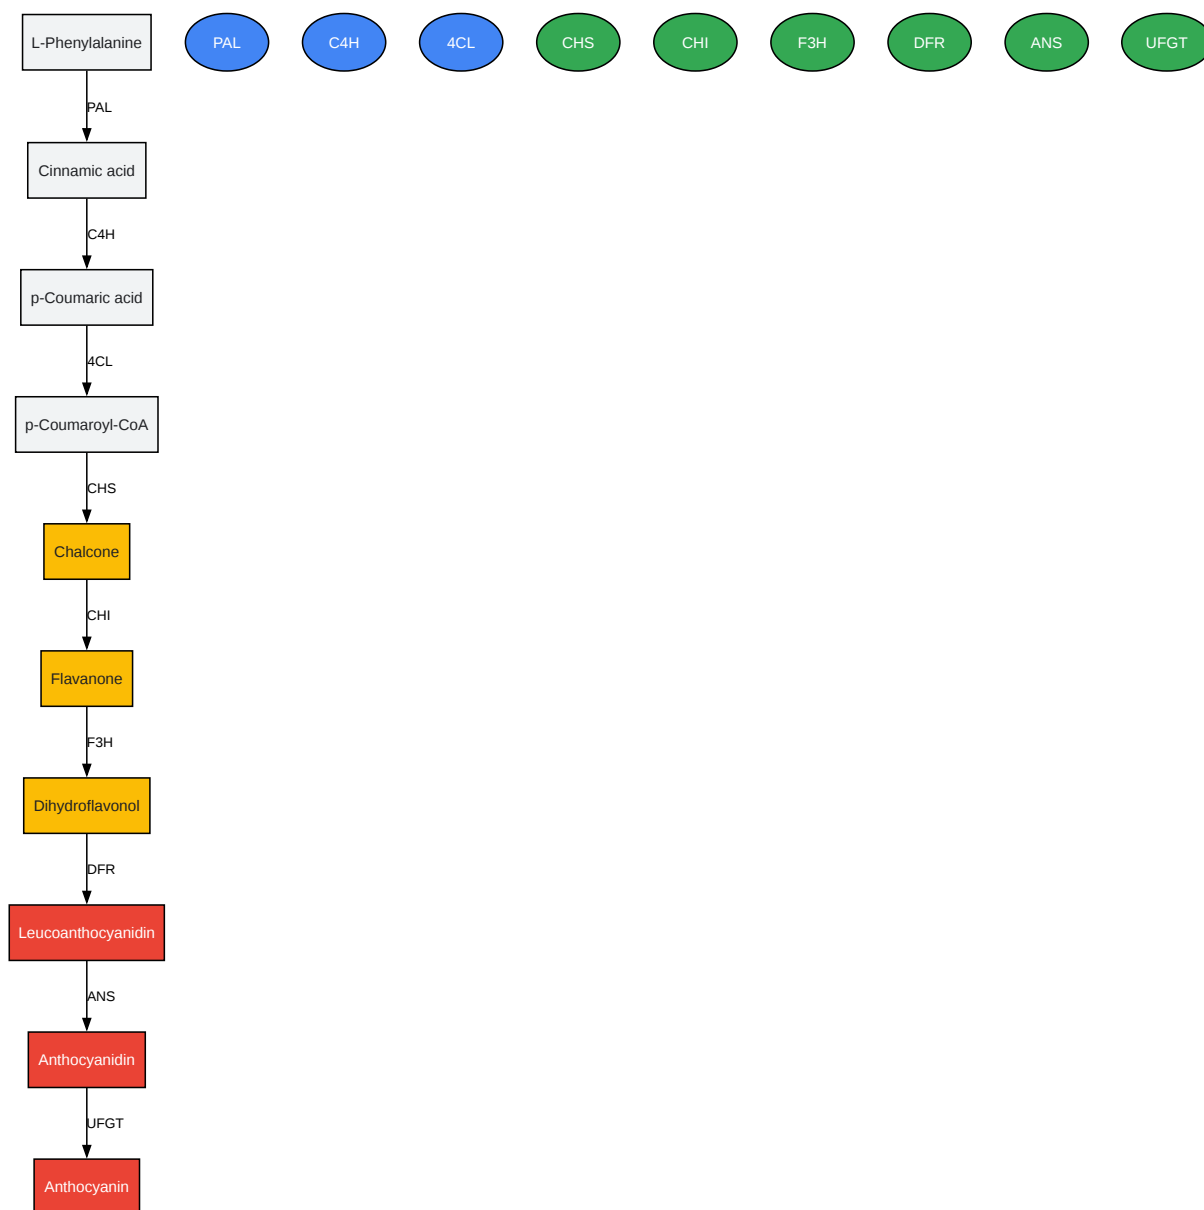 L-Phenylalanine
PAL
C4H
4CL
CHS
CHI
F3H
DFR
ANS
UFGT
PAL
Cinnamic acid
C4H
p-Coumaric acid
4CL
p-Coumaroyl-CoA
CHS
Chalcone
CHI
Flavanone
F3H
Dihydroflavonol
DFR
Leucoanthocyanidin
ANS
Anthocyanidin
UFGT
Anthocyanin